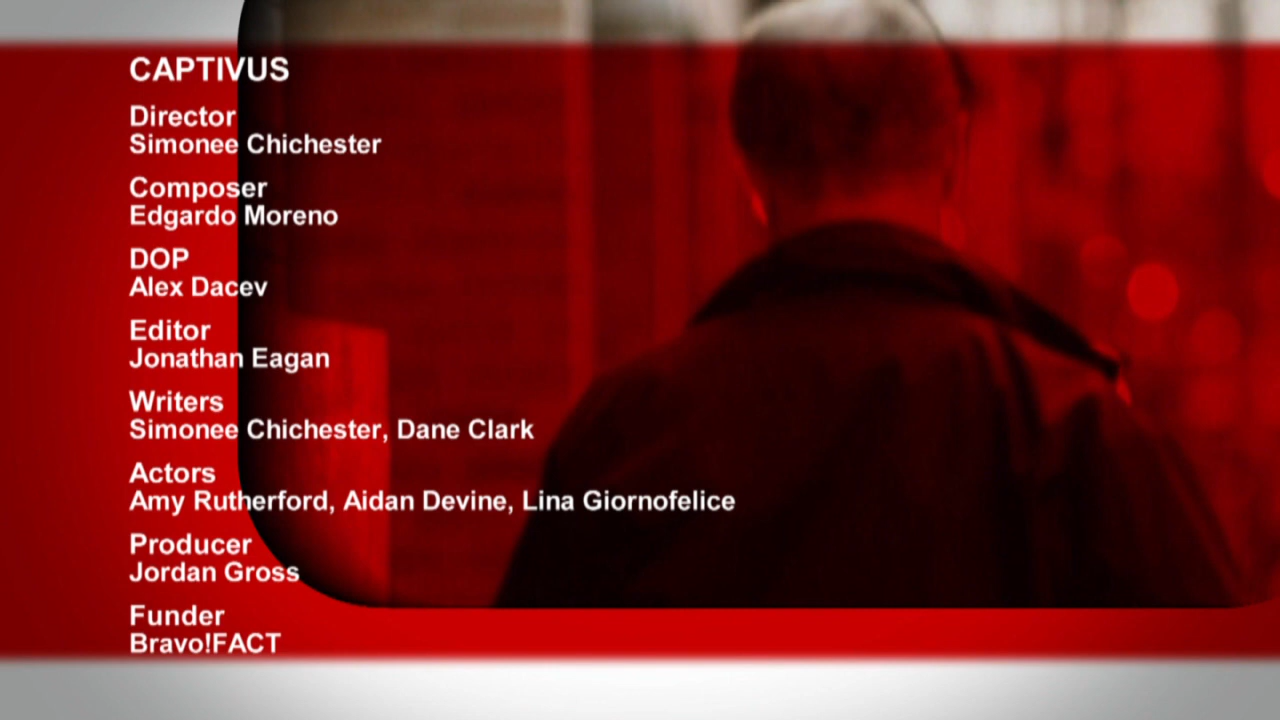 CAPTIVUS
Director
Simonee Chichester
Composer
Edgardo Moreno
DOP
Alex Dacev
Editor
Jonathan Eagan
Writers
Simonee Chichester, Dane Clark
Actors
Amy Rutherford, Aidan Devine, Lina Giornofelice
Producer
Jordan Gross
Funder
Bravo!FACT